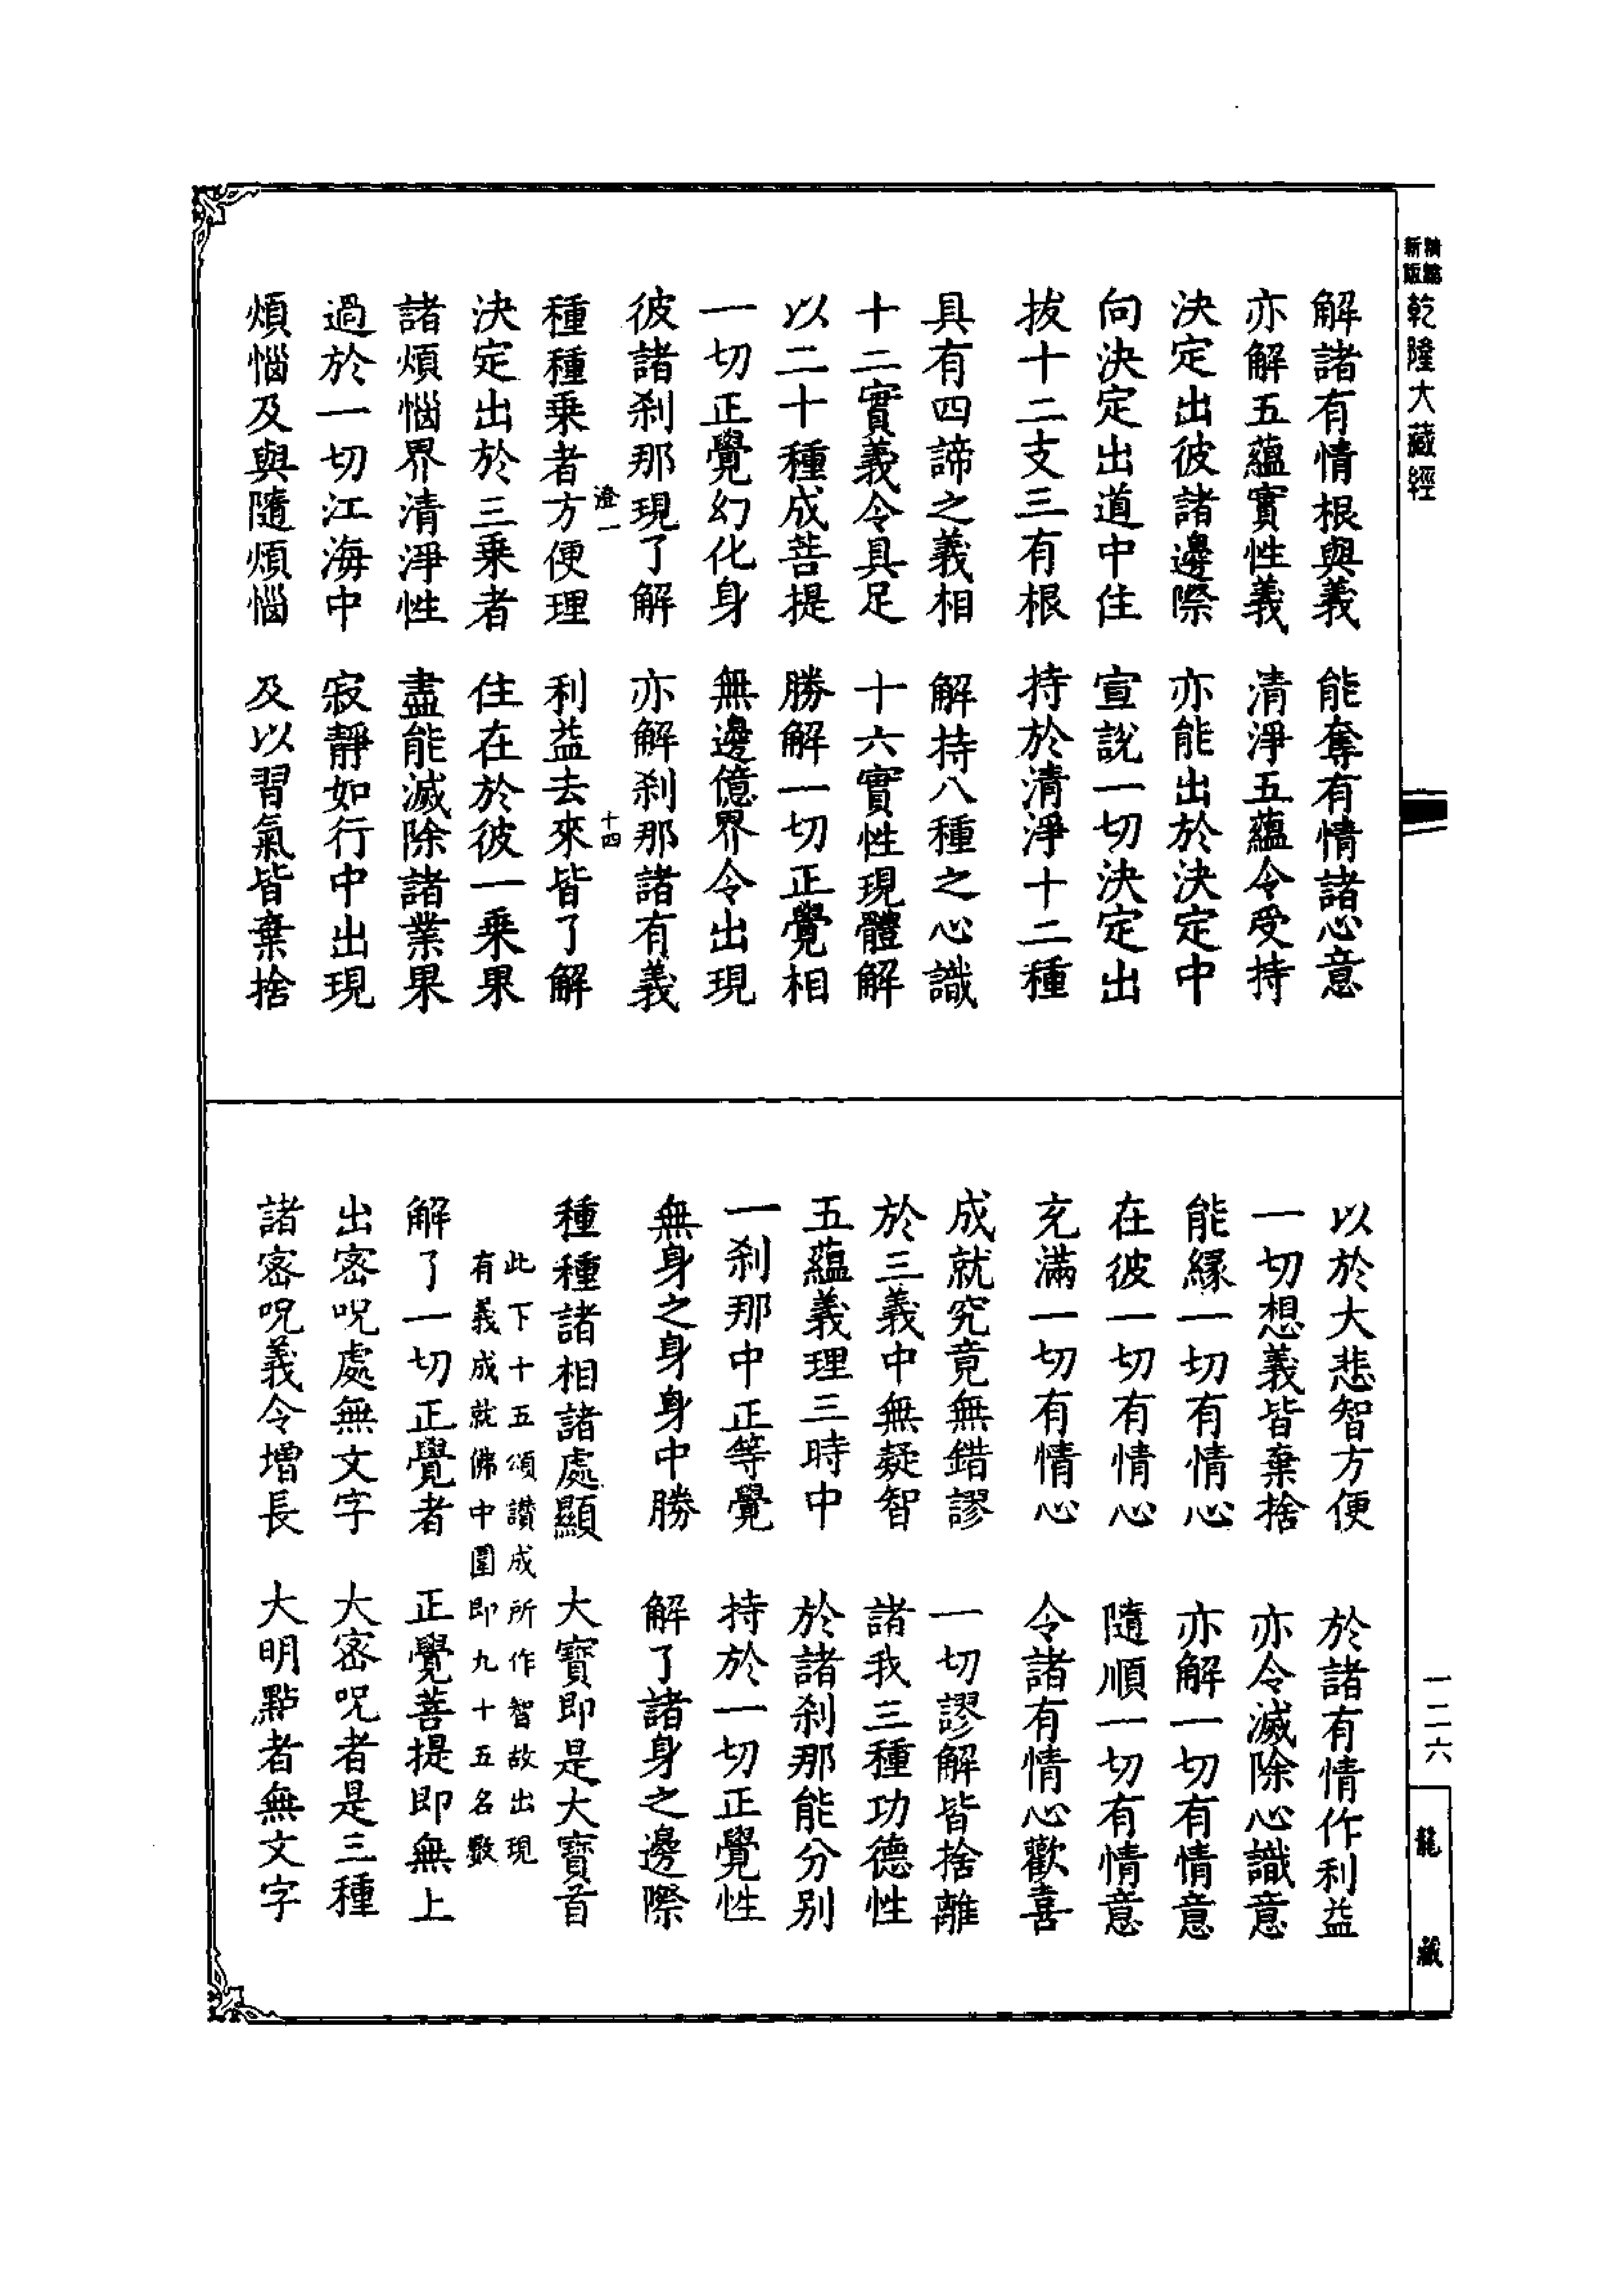 精編
新版
乾隆大藏經
解諸有情根與義　能奪有情諸心意
亦解五蘊實性義　清淨五蘊令受持
決定出彼諸邊際　亦能出於決定中
向決定出道中住　宣說一切決定出
拔十二支三有根　持於清淨十二種
具有四諦之義相　解持八種之心識
十二實義令具足　十六實性現體解
以二十種成菩提　勝解一切正覺相
一切正覺幻化身　無邊億界令出現
彼諸剎那現了解　亦解剎那諸有義
澄一　十四
種種乘者方便理　利益去來皆了解
決定出於三乘者　住在於彼一乘果
諸煩惱界清淨性　盡能滅除諸業果
過於一切江海中　寂靜如行中出現
煩惱及與隨煩惱　及以習氣皆棄捨
以於大悲智方便　於諸有情作利益
一切想義皆棄捨　亦令滅除心識意
能緣一切有情心　亦解一切有情意
在彼一切有情心　隨順一切有情意
充滿一切有情心　令諸有情心歡喜
成就究竟無錯謬　一切謬解皆捨離
於三義中無疑智　諸我三種功德性
五蘊義理三時中　於諸剎那能分別
一剎那中正等覺　持於一切正覺性
無身之身身中勝　解了諸身之邊際
種種諸相諸處顯　大寶即是大寶首
此下十五頌讚成所作智故出現
有義成就佛中圍即九十五名數
解了一切正覺者　正覺菩提即無上
出密呪處無文字　大密呪者是三種
諸密呪義令增長　大明點者無文字
一二六
龍藏